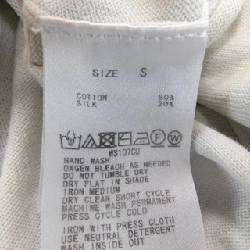 SIZE S
COTTON 80%
SILK 20%
HAND WASH
OXGEN BLEACH AS NEEDED
DO NOT TUMBLE DRY
DRY FLAT IN SHADE
IRON MEDIUM
DRY CLEAN SHORT CYCLE
MACHINE WASH PERMANENT
PRESS CYCLE COLD
IRON WITH PRESS CLOTH
USE NEUTRAL DETERGENT
WASH INSIDE OUT